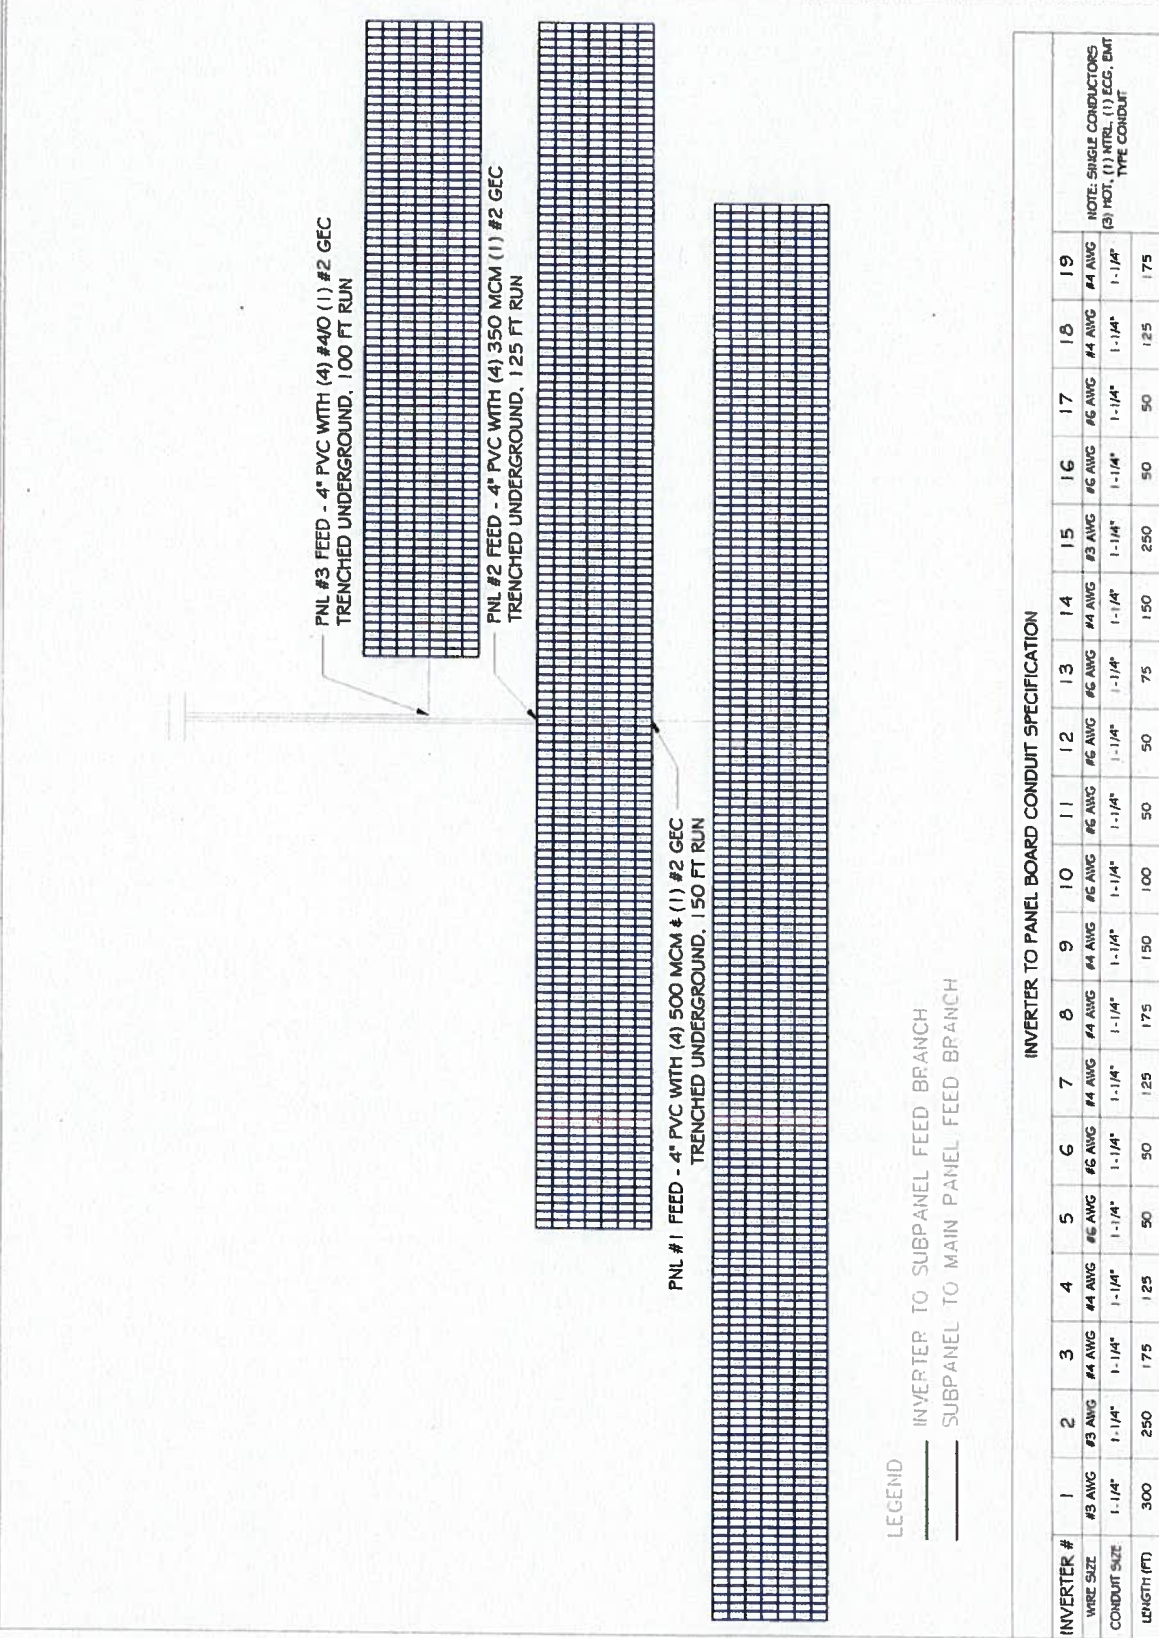 PNL #3 FEED - 4" PVC WITH (4) #4/0 (1) #2 GEC
TRENCHED UNDERGROUND, 100 FT RUN
PNL #2 FEED - 4" PVC WITH (4) 350 MCM (1) #2 GEC
TRENCHED UNDERGROUND, 125 FT RUN
PNL #1 FEED - 4" PVC WITH (4) 500 MCM & (1) #2 GEC
TRENCHED UNDERGROUND, 150 FT RUN
LEGEND
INVERTER TO SUBPANEL FEED BRANCH
SUBPANEL TO MAIN PANEL FEED BRANCH
INVERTER TO PANEL BOARD CONDUIT SPECIFICATION
INVERTER # 1 2 3 4 5 6 7 8 9 10 11 12 13 14 15 16 17 18 19
WIRE SIZE #3 AWG #3 AWG #4 AWG #4 AWG #6 AWG #6 AWG #4 AWG #4 AWG #4 AWG #6 AWG #6 AWG #6 AWG #6 AWG #4 AWG #3 AWG #6 AWG #6 AWG #4 AWG #4 AWG
CONDUIT SIZE 1-1/4" 1-1/4" 1-1/4" 1-1/4" 1-1/4" 1-1/4" 1-1/4" 1-1/4" 1-1/4" 1-1/4" 1-1/4" 1-1/4" 1-1/4" 1-1/4" 1-1/4" 1-1/4" 1-1/4" 1-1/4" 1-1/4"
LENGTH (FT) 300 250 175 125 50 50 125 175 150 100 50 50 75 150 250 50 50 125 175
NOTE: SINGLE CONDUCTORS
(3) HOT, (1) NTRL, (1) ECG, EMT
TYPE CONDUIT